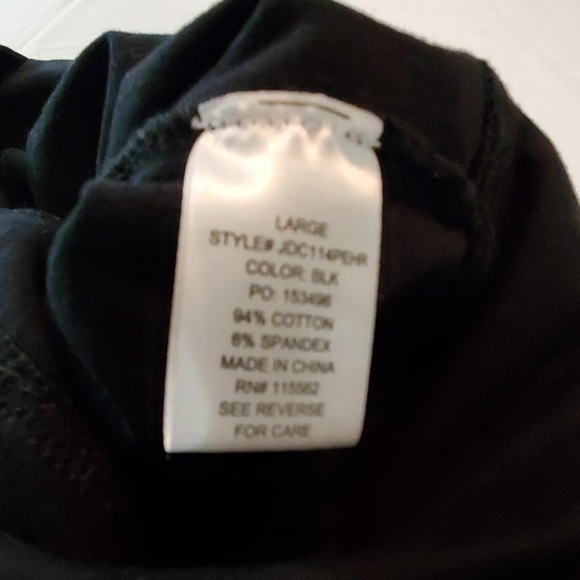 LARGE
STYLE# JDC114PEHR
COLOR: BLK
PO: 153498
94% COTTON
6% SPANDEX
MADE IN CHINA
RN# 115562
SEE REVERSE
FOR CARE